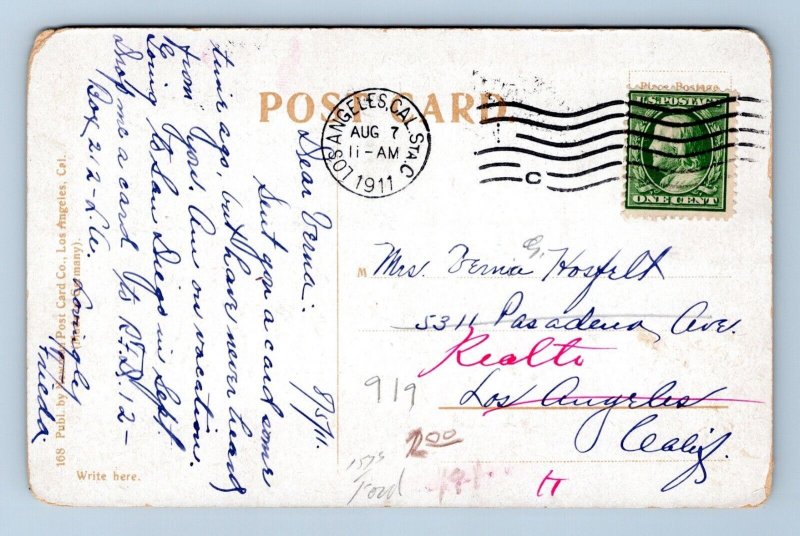 POST CARD.
Place Postage
U.S. POSTAGE
ONE CENT
LOS ANGELES, CAL. STA. C
AUG 7
11-AM
1911
C
8/5/11.
Dear Verna:
Sent you a card some
time ago, but have never heard
from you. Am on vacation.
Going to San Diego in Sept.
Drop me a card to R.F.D. 12-
Box 212-L.A.
Lovingly
Frieda.
M
Mrs. Verna G. Hosfelt
5311 Pasadena Ave.
Rialto
Los Angeles
Calif.
919
2.00
1575
Ford
Write here.
168 Publ. by Post Card Co., Los Angeles, Cal.
(Germany).